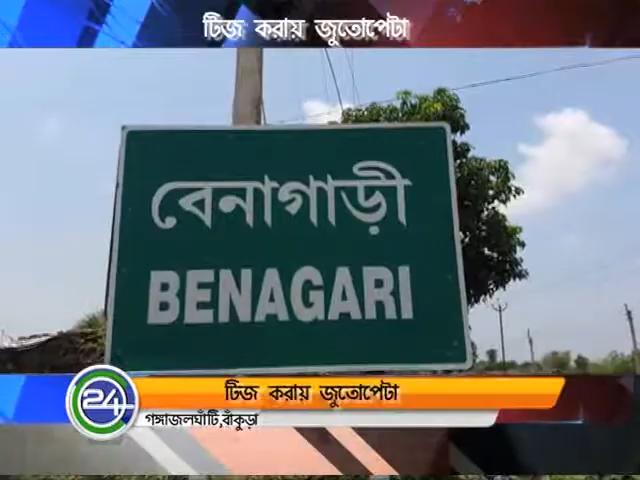 টিজ করায় জুতোপেটা
বেনাগাড়ী
BENAGARI
24
টিজ করায় জুতোপেটা
গঙ্গাজলঘাঁটি,বাঁকুড়া